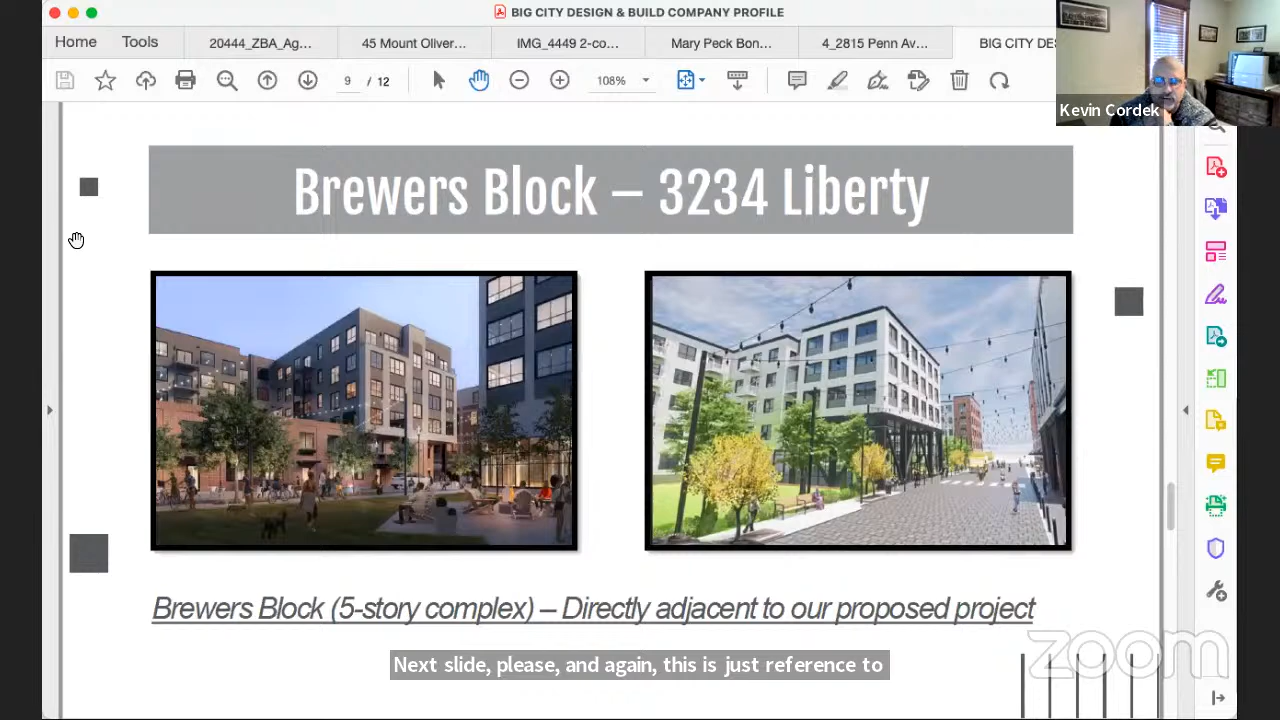 BIG CITY DESIGN & BUILD COMPANY PROFILE
Home
Tools
20444_ZBA_Ag...
45 Mount Olive...
IMG_2449 2-co...
Mary Peck Bon...
4_2815 Penn Av...
BIG CITY DES
9 / 12
108%
Kevin Cordek
Brewers Block – 3234 Liberty
Brewers Block (5-story complex) – Directly adjacent to our proposed project
Next slide, please, and again, this is just reference to
zoom